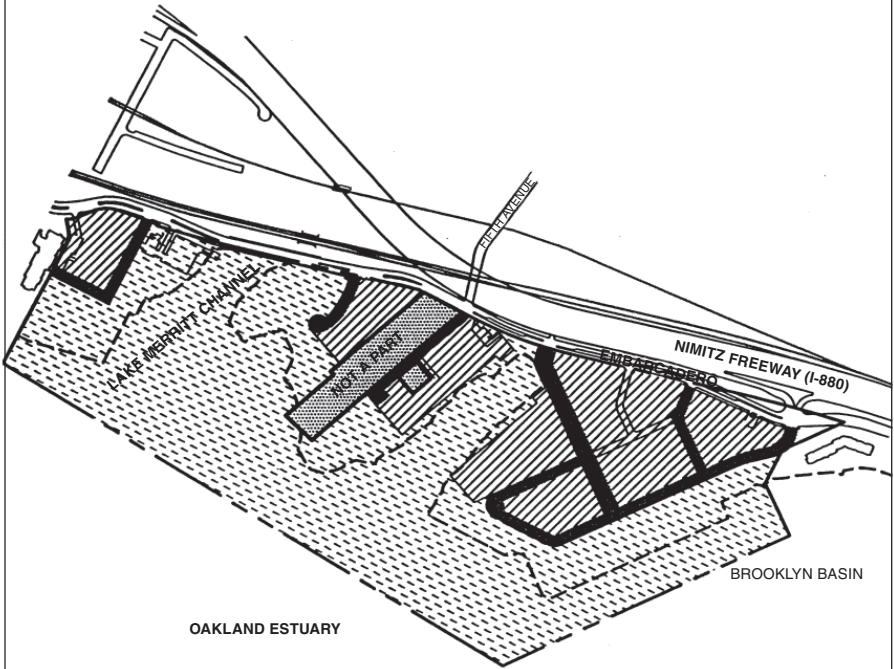 FIFTH AVENUE
LAKE MERRITT CHANNEL
NOT A PART
EMBARCADERO
NIMITZ FREEWAY (I-880)
BROOKLYN BASIN
OAKLAND ESTUARY